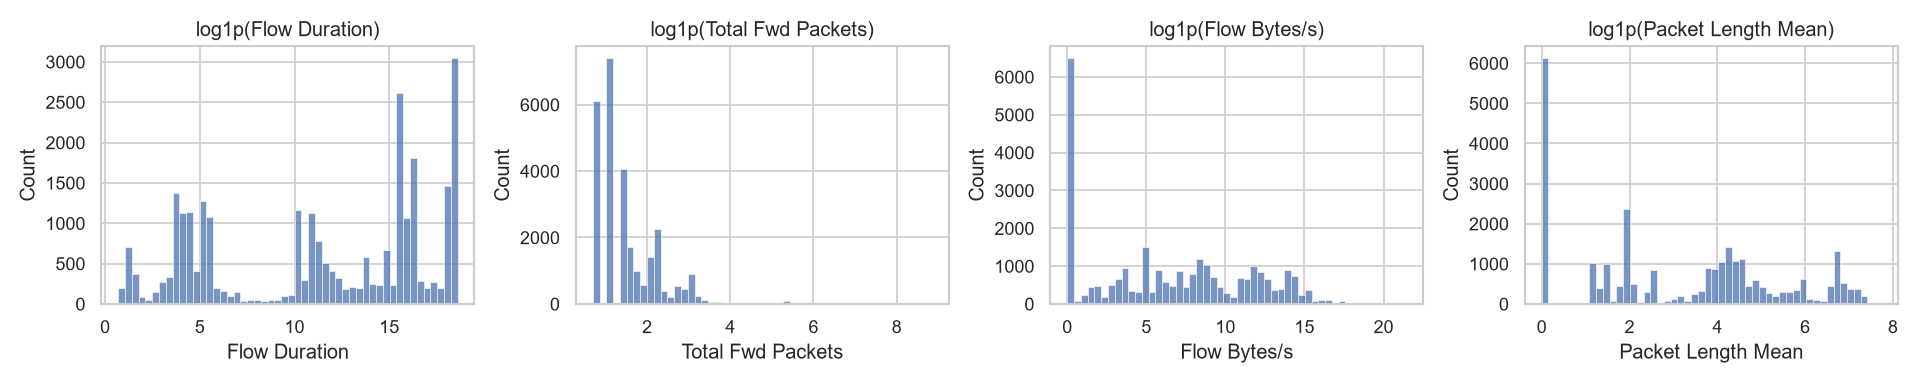 log1p(Flow Duration)
3000
2500
2000
1500
1000
500
0
Count
0 5 10 15
Flow Duration
log1p(Total Fwd Packets)
6000
4000
2000
0
Count
2 4 6 8
Total Fwd Packets
log1p(Flow Bytes/s)
6000
5000
4000
3000
2000
1000
0
Count
0 5 10 15 20
Flow Bytes/s
log1p(Packet Length Mean)
6000
5000
4000
3000
2000
1000
0
Count
0 2 4 6 8
Packet Length Mean